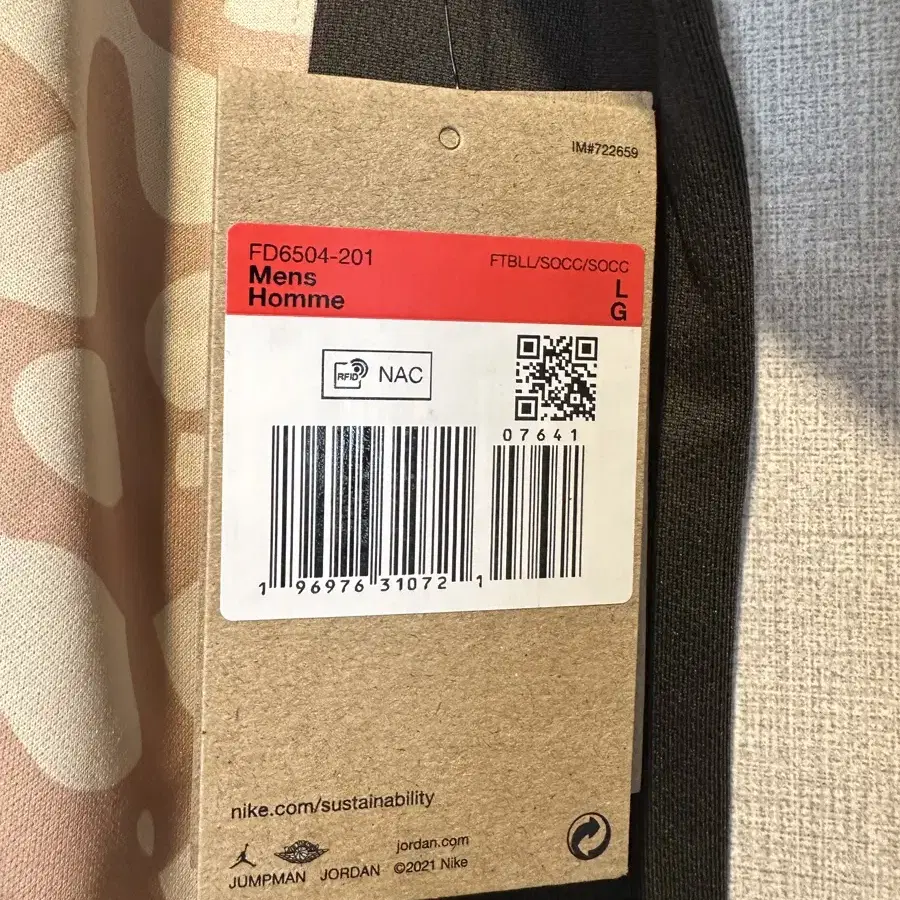 IM#722659
FD6504-201
FTBLL/SOCC/SOCC
Mens
L
Homme
G
RFID NAC
07641
1 96976 31072 1
nike.com/sustainability
jordan.com
JUMPMAN JORDAN ©2021 Nike